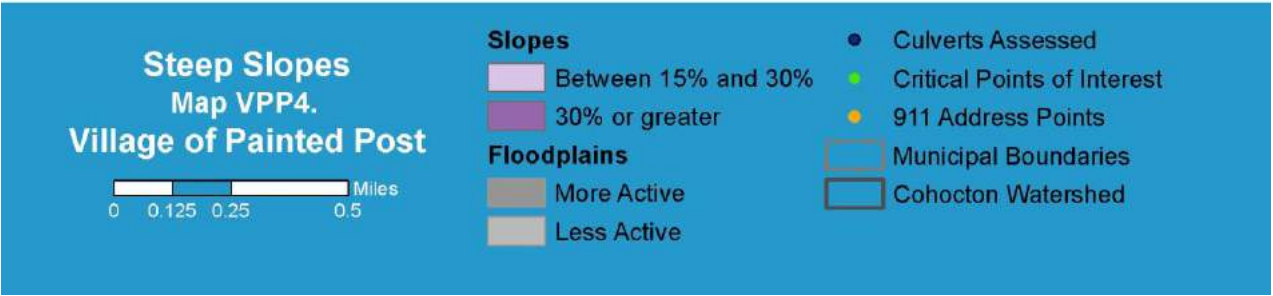 Steep Slopes
Map VPP4.
Village of Painted Post
Miles
0 0.125 0.25 0.5
Slopes
Between 15% and 30%
30% or greater
Floodplains
More Active
Less Active
Culverts Assessed
Critical Points of Interest
911 Address Points
Municipal Boundaries
Cohocton Watershed